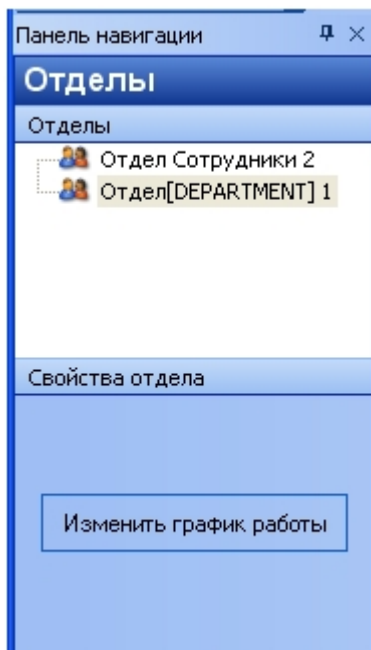 Панель навигации
Отделы
Отделы
Отдел Сотрудники 2
Отдел[DEPARTMENT] 1
Свойства отдела
Изменить график работы